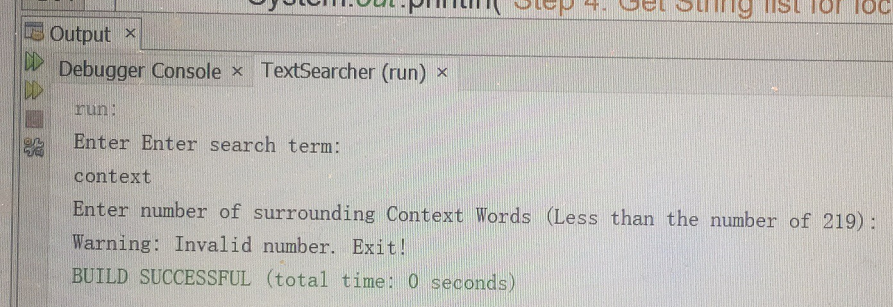 System.out.println( "Step 4. Get String list for loc
Output ×
Debugger Console × TextSearcher (run) ×
run:
Enter Enter search term:
context
Enter number of surrounding Context Words (Less than the number of 219):
Warning: Invalid number. Exit!
BUILD SUCCESSFUL (total time: 0 seconds)